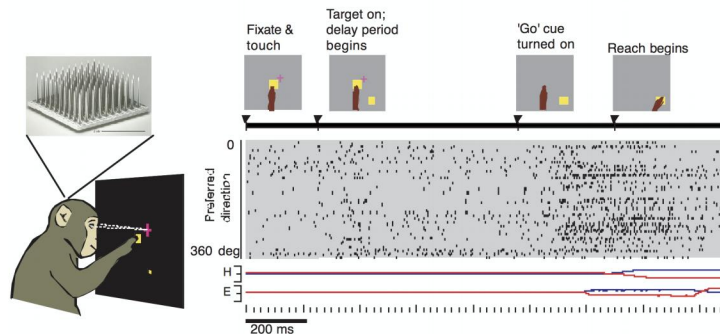 Fixate &
touch
Target on;
delay period
begins
'Go' cue
turned on
Reach begins
0
Preferred
direction
360 deg
H
E
200 ms